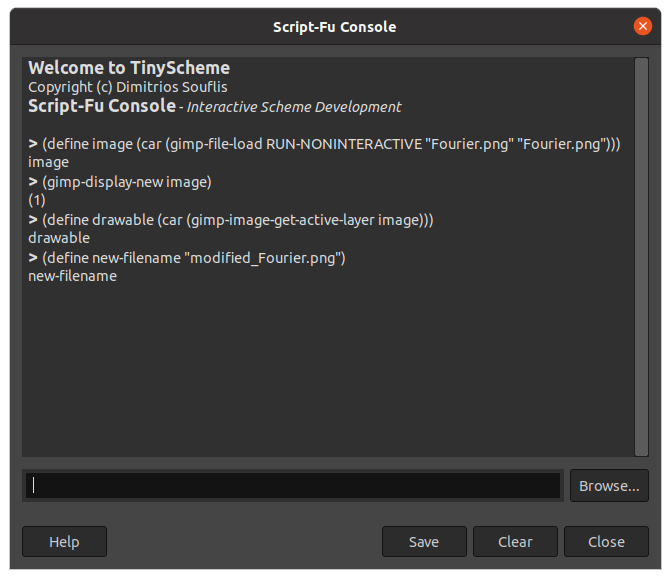 Script-Fu Console
Welcome to TinyScheme
Copyright (c) Dimitrios Souflis
Script-Fu Console - Interactive Scheme Development
> (define image (car (gimp-file-load RUN-NONINTERACTIVE "Fourier.png" "Fourier.png")))
image
> (gimp-display-new image)
(1)
> (define drawable (car (gimp-image-get-active-layer image)))
drawable
> (define new-filename "modified_Fourier.png")
new-filename
Browse...
Help Save Clear Close